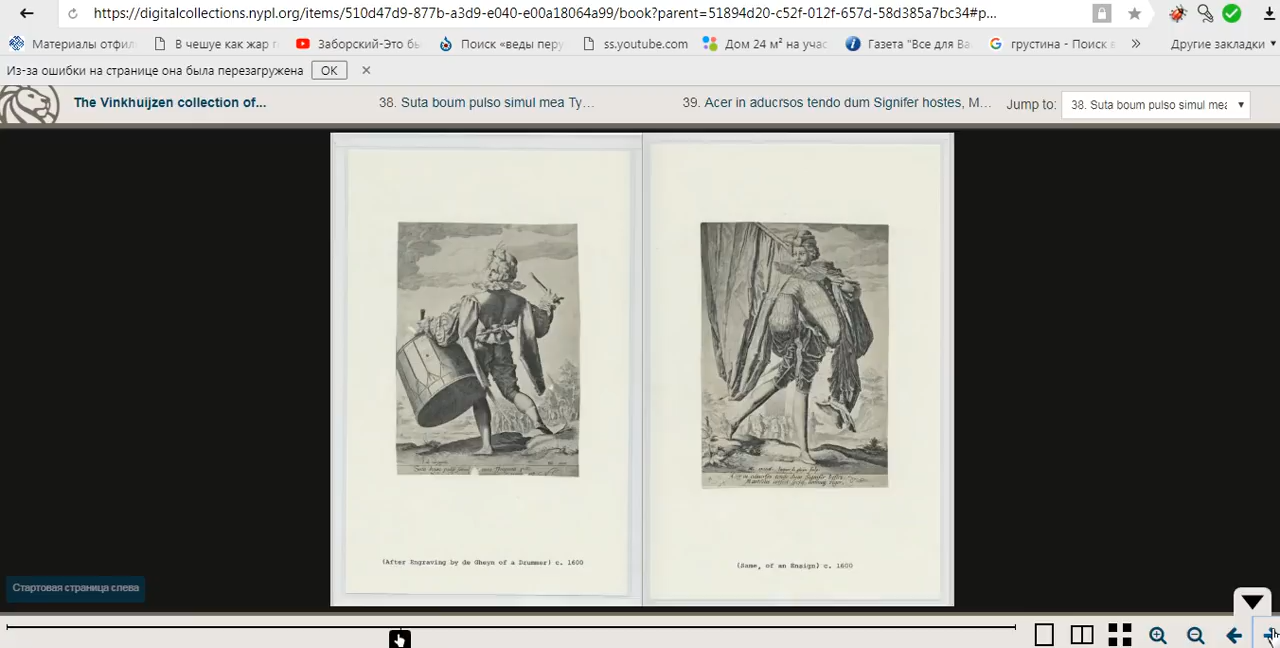 https://digitalcollections.nypl.org/items/510d47d9-877b-a3d9-e040-e00a18064a99/book?parent=51894d20-c52f-012f-657d-58d385a7bc34#p...
Материалы отфил В чешуе как жар г Заборский-Это бы Поиск «веды перу ss.youtube.com Дом 24 м² на учас Газета "Все для Ва G грустина - Поиск в » Другие закладки
Из-за ошибки на странице она была перезагружена OK ×
The Vinkhuijzen collection of... 38. Suta boum pulso simul mea Ty... 39. Acer in aducrsos tendo dum Signifer hostes, M... Jump to: 38. Suta boum pulso simul mea
(After Engraving by de Gheyn of a Drummer) c. 1600
(Same, of an Ensign) c. 1600
Стартовая страница слева